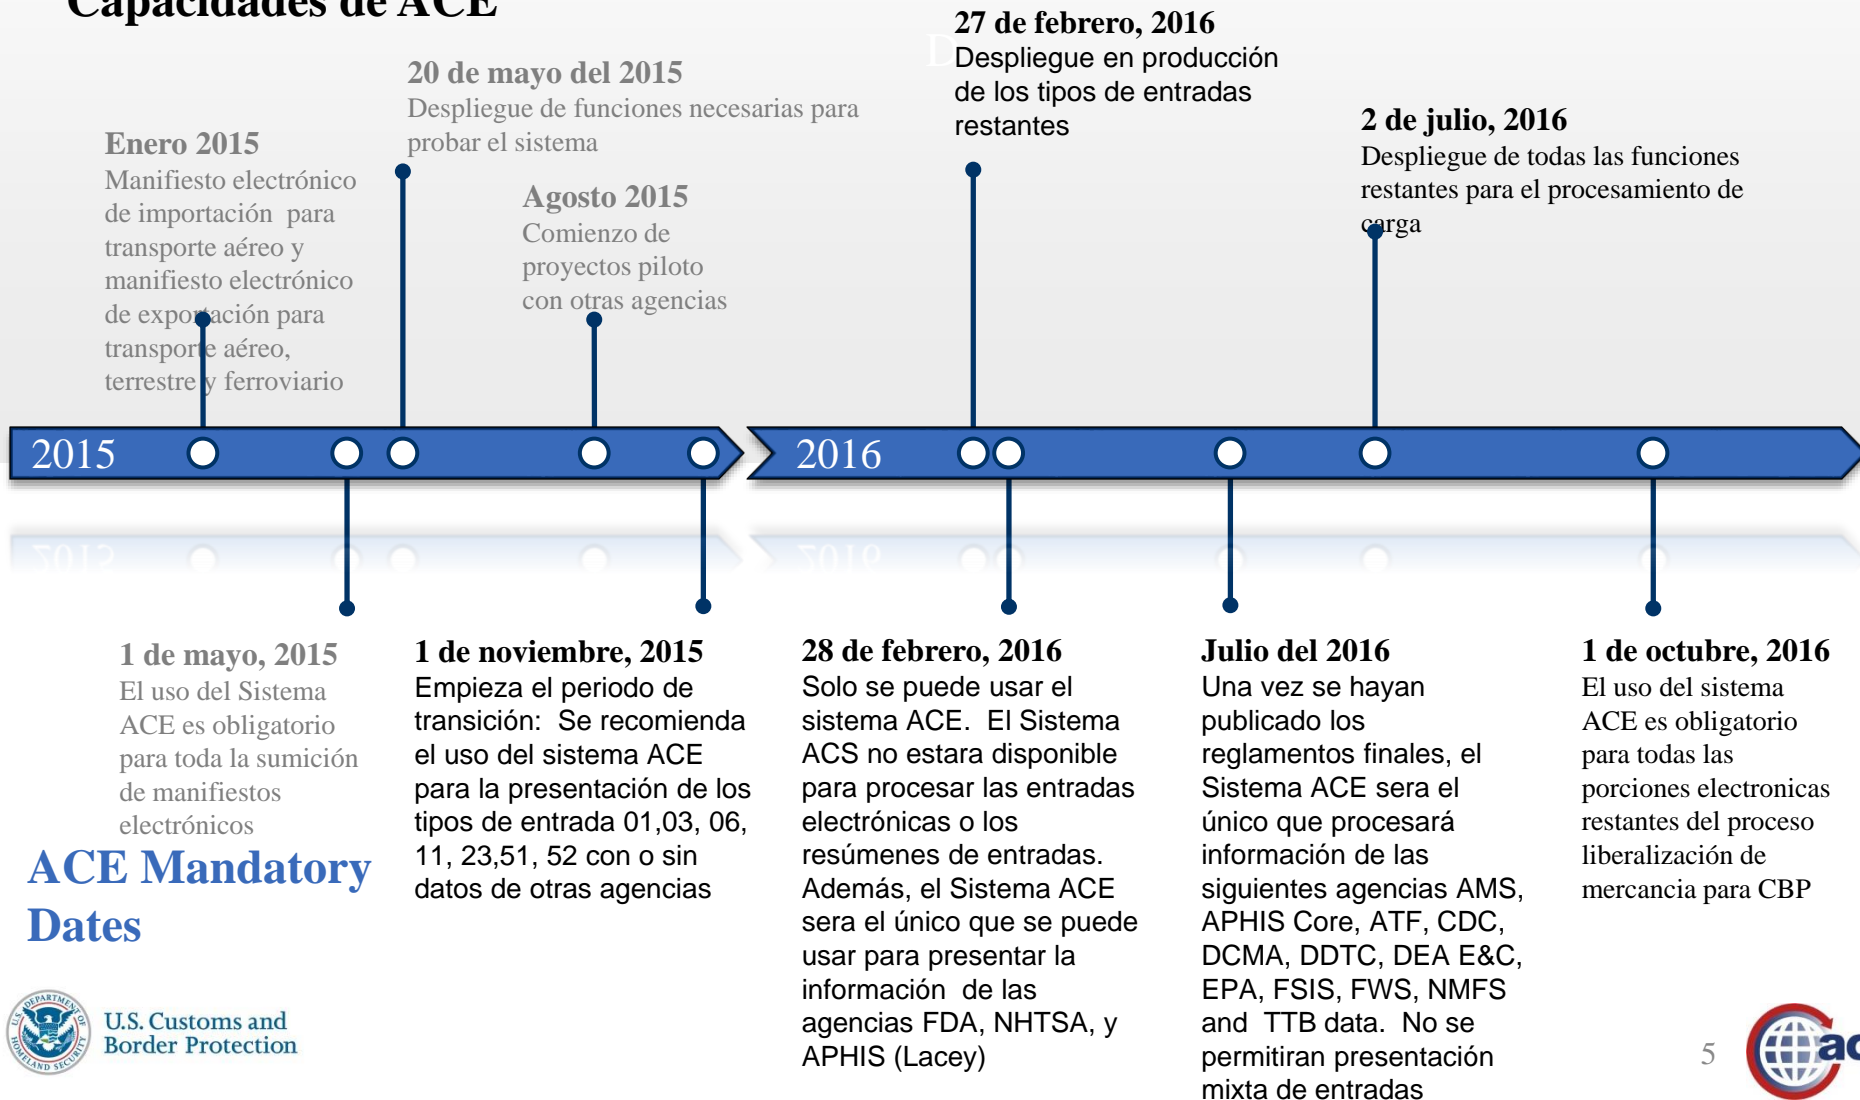 Capacidades de ACE
Enero 2015
Manifiesto electrónico
de importación  para
transporte aéreo y
manifiesto electrónico
de exportación para
transporte aéreo,
terrestre y ferroviario
20 de mayo del 2015
Despliegue de funciones necesarias para
probar el sistema
Agosto 2015
Comienzo de
proyectos piloto
con otras agencias
D
27 de febrero, 2016
Despliegue en producción
de los tipos de entradas
restantes
2 de julio, 2016
Despliegue de todas las funciones
restantes para el procesamiento de
carga
2015
2016
1 de mayo, 2015
El uso del Sistema
ACE es obligatorio
para toda la sumición
de manifiestos
electrónicos
1 de noviembre, 2015
Empieza el periodo de
transición:  Se recomienda
el uso del sistema ACE
para la presentación de los
tipos de entrada 01,03, 06,
11, 23,51, 52 con o sin
datos de otras agencias
28 de febrero, 2016
Solo se puede usar el
sistema ACE.  El Sistema
ACS no estara disponible
para procesar las entradas
electrónicas o los
resúmenes de entradas.
Además, el Sistema ACE
sera el único que se puede
usar para presentar la
información  de las
agencias FDA, NHTSA, y
APHIS (Lacey)
Julio del 2016
Una vez se hayan
publicado los
reglamentos finales, el
Sistema ACE sera el
único que procesará
información de las
siguientes agencias AMS,
APHIS Core, ATF, CDC,
DCMA, DDTC, DEA E&C,
EPA, FSIS, FWS, NMFS
and  TTB data.  No se
permitiran presentación
mixta de entradas
1 de octubre, 2016
El uso del sistema
ACE es obligatorio
para todas las
porciones electronicas
restantes del proceso
liberalización de
mercancia para CBP
ACE Mandatory
Dates
U.S. Customs and
Border Protection
5